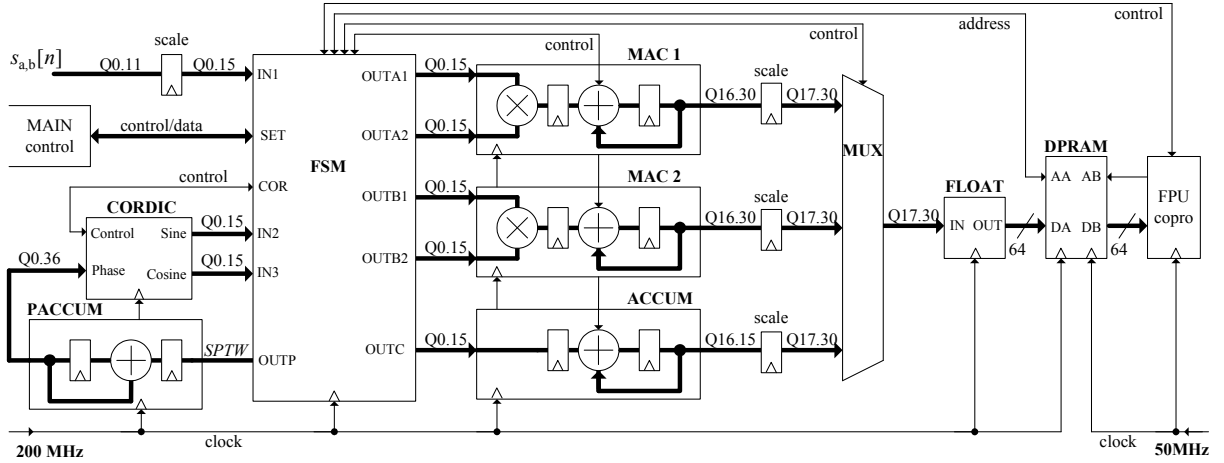 control
address
control
control
scale
s_a,b[n]
Q0.11
Q0.15
IN1
MAIN
control
control/data
SET
control
COR
CORDIC
Control
Sine
Q0.15
IN2
Q0.36
Phase
Cosine
Q0.15
IN3
PACCUM
SPTW
OUTP
FSM
OUTA1
Q0.15
OUTA2
Q0.15
OUTB1
Q0.15
OUTB2
Q0.15
OUTC
Q0.15
MAC 1
Q16.30
scale
Q17.30
MAC 2
Q16.30
scale
Q17.30
ACCUM
Q16.15
scale
Q17.30
MUX
Q17.30
FLOAT
IN OUT
64
DPRAM
AA AB
DA DB
64
FPU
copro
200 MHz
clock
clock
50MHz